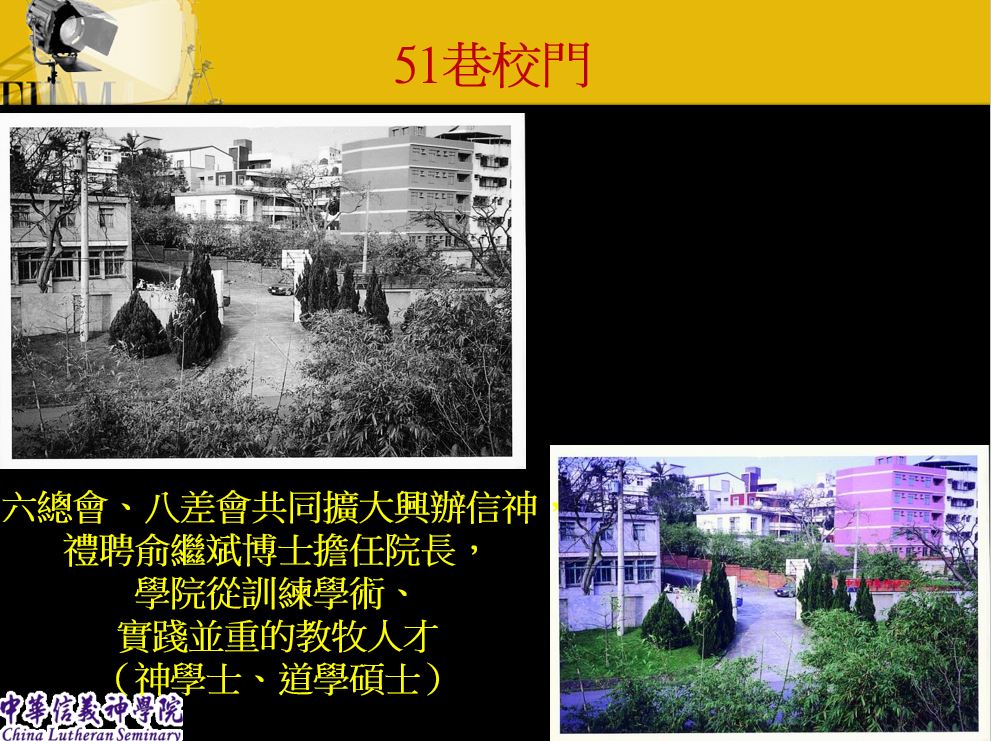 51巷校門
六總會、八差會共同擴大興辦信神，
禮聘俞繼斌博士擔任院長，
學院從訓練學術、
實踐並重的教牧人才
（神學士、道學碩士）
中華信義神學院
China Lutheran Seminary